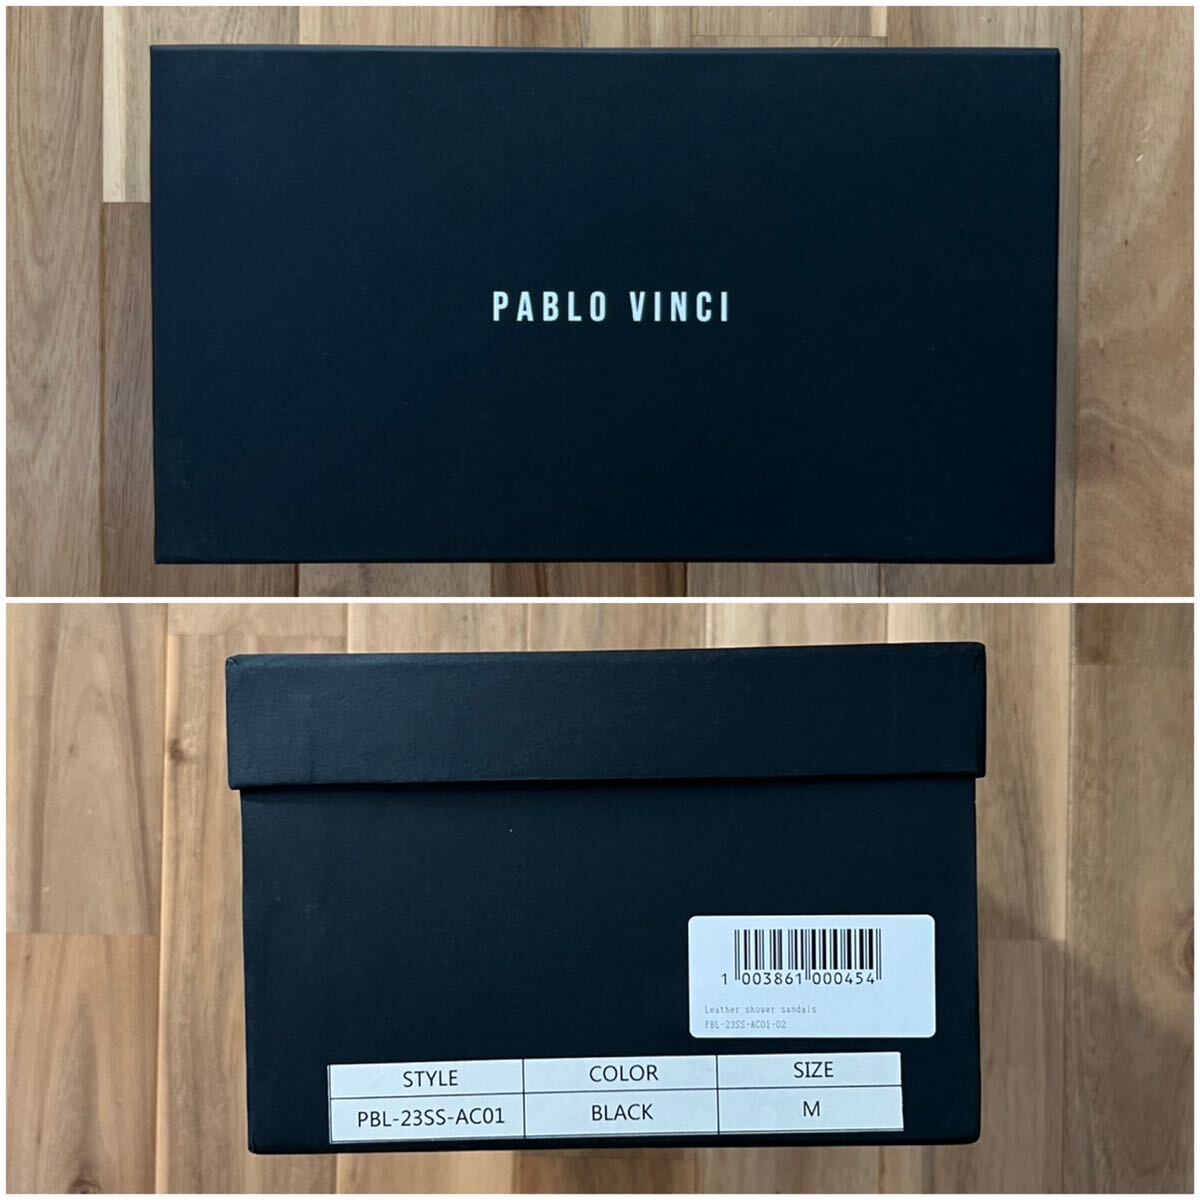 PABLO VINCI
1 003861 000454
Leather shower sandals
PBL-23SS-AC01-02
STYLE COLOR SIZE
PBL-23SS-AC01 BLACK M